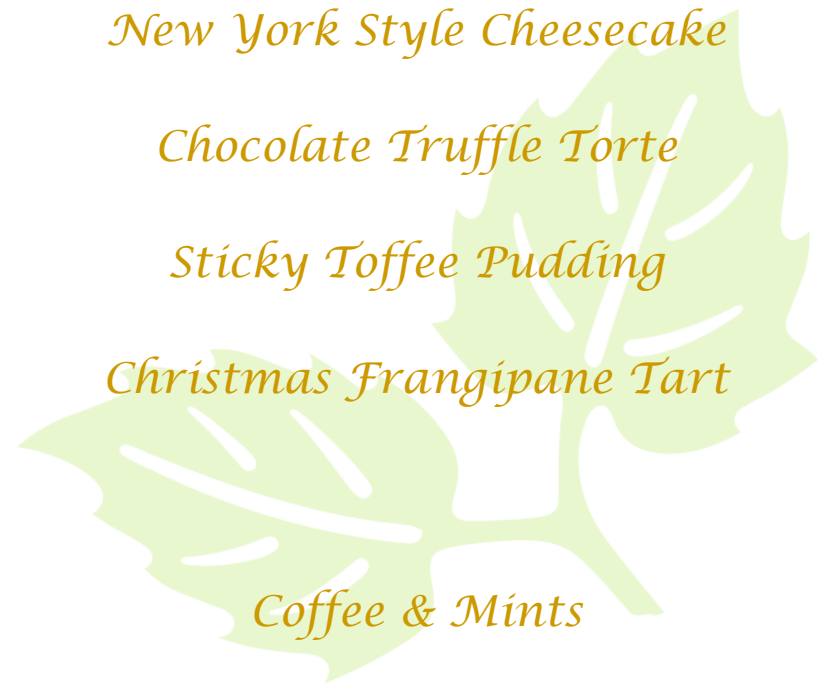 New York Style Cheesecake
Chocolate Truffle Torte
Sticky Toffee Pudding
Christmas Frangipane Tart
Coffee & Mints